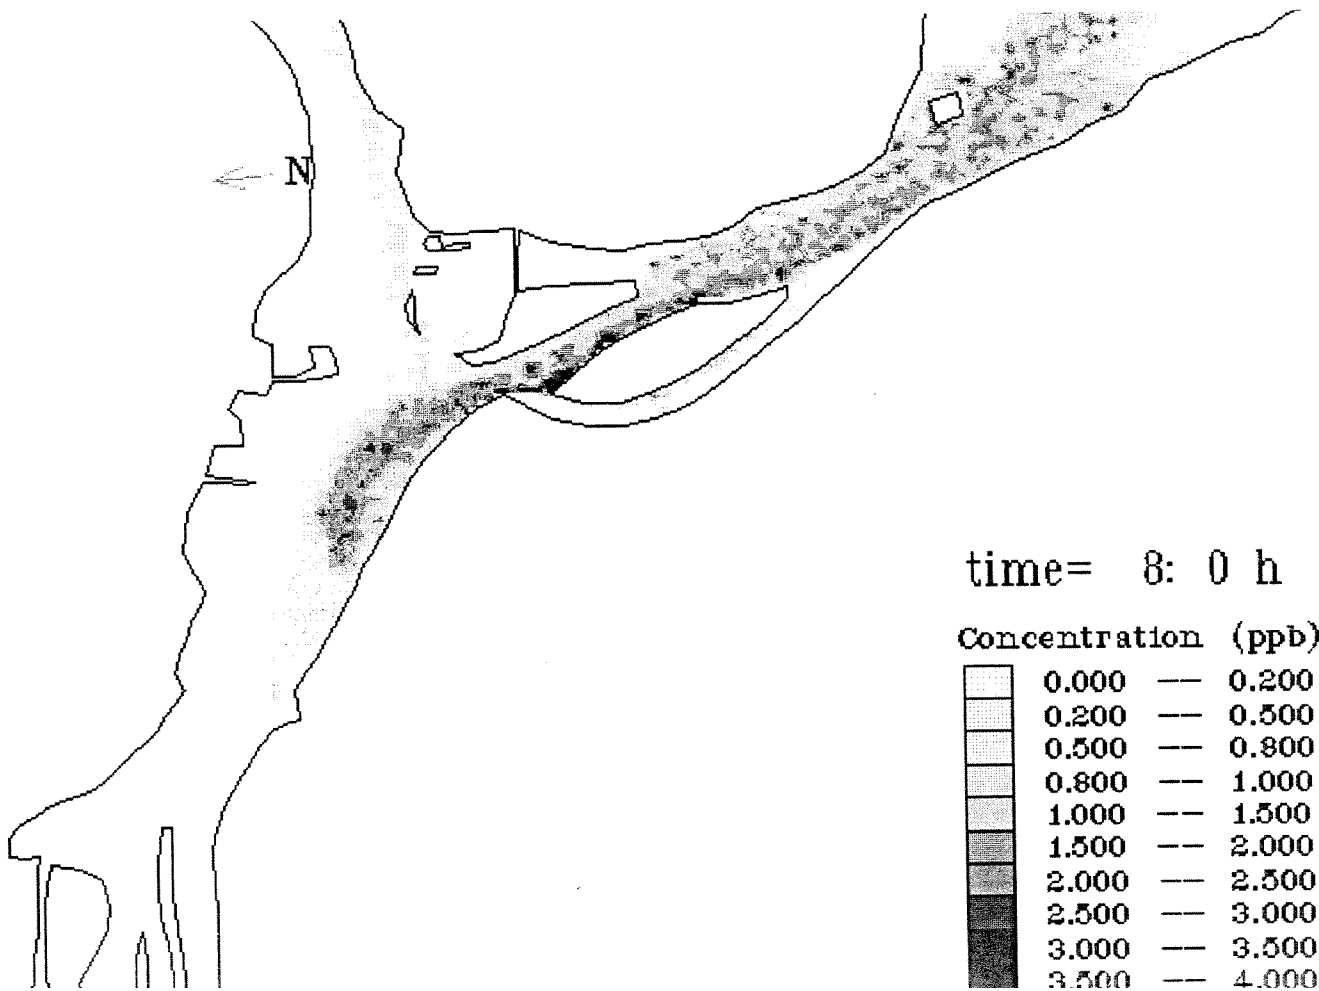 N
time= 8: 0 h
Concentration (ppb)
0.000 —— 0.200
0.200 —— 0.500
0.500 —— 0.800
0.800 —— 1.000
1.000 —— 1.500
1.500 —— 2.000
2.000 —— 2.500
2.500 —— 3.000
3.000 —— 3.500
3.500 —— 4.000